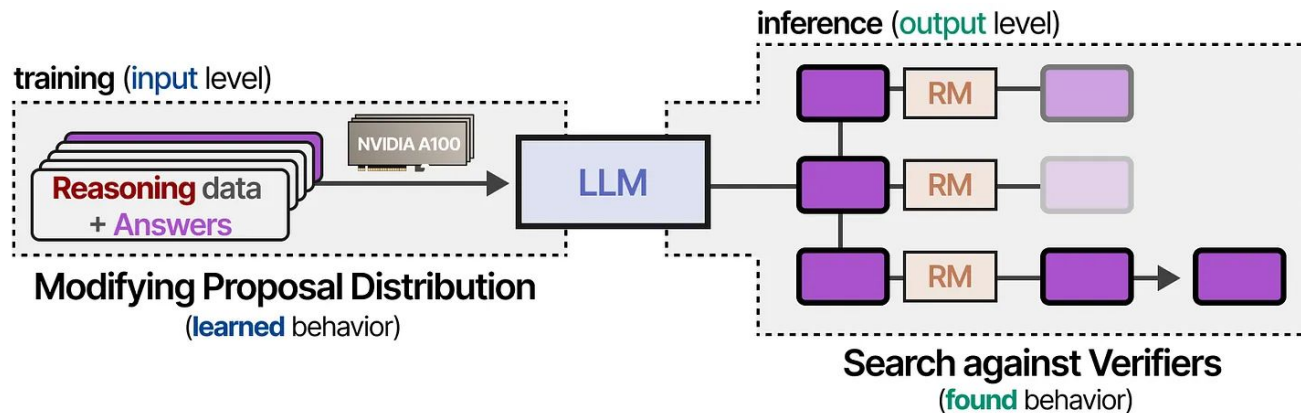 training (input level)
NVIDIA A100
Reasoning data
+ Answers
Modifying Proposal Distribution
(learned behavior)
LLM
inference (output level)
RM
RM
RM
Search against Verifiers
(found behavior)